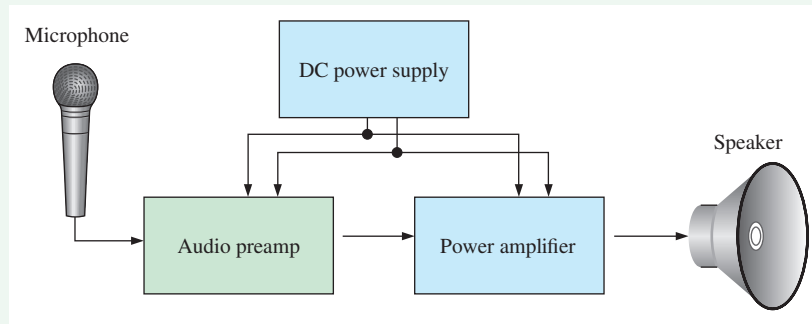 Microphone
DC power supply
Speaker
Audio preamp
Power amplifier